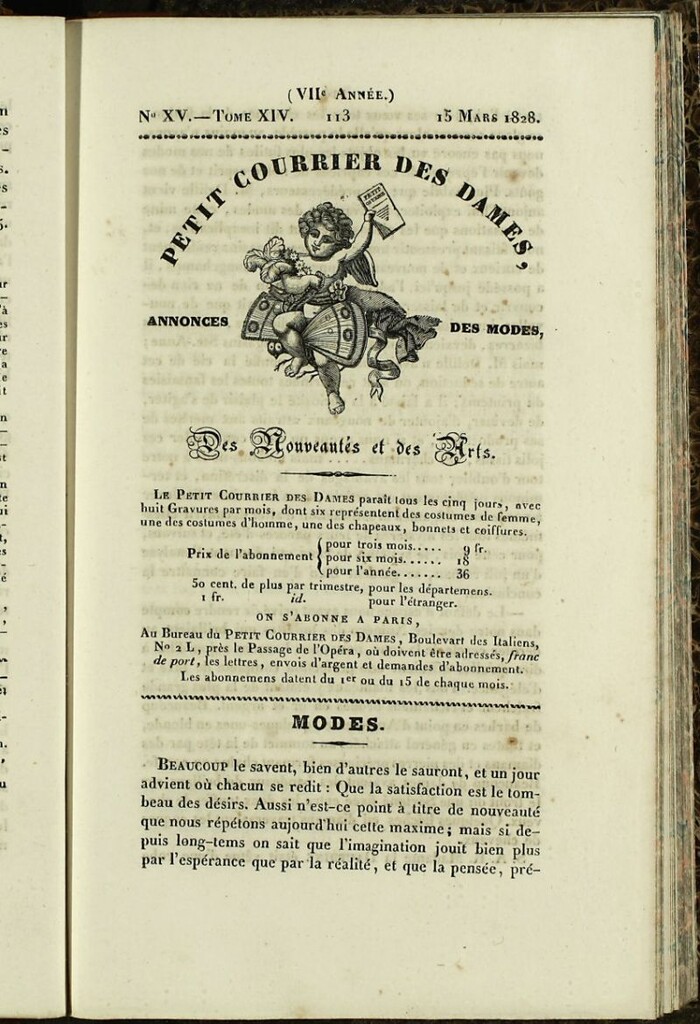 (VIIe ANNÉE.)
No XV.—TOME XIV. 113 15 MARS 1828.
PETIT COURRIER DES DAMES,
ANNONCES DES MODES,
Des Nouveautés et des Arts.
LE PETIT COURRIER DES DAMES paraît tous les cinq jours, avec
huit Gravures par mois, dont six représentent des costumes de femme,
une des costumes d'homme, une des chapeaux, bonnets et coiffures.
Prix de l'abonnement { pour trois mois..... 9 fr.
pour six mois...... 18
pour l'année....... 36
50 cent. de plus par trimestre, pour les départemens.
1 fr. id. pour l'étranger.
ON S'ABONNE A PARIS,
Au Bureau du PETIT COURRIER DES DAMES, Boulevart des Italiens,
No 2 L, près le Passage de l'Opéra, où doivent être adressés, franc
de port, les lettres, envois d'argent et demandes d'abonnement.
Les abonnemens datent du 1er ou du 15 de chaque mois.
MODES.
BEAUCOUP le savent, bien d'autres le sauront, et un jour
advient où chacun se redit : Que la satisfaction est le tom-
beau des désirs. Aussi n'est-ce point à titre de nouveauté
que nous répétons aujourd'hui cette maxime ; mais si de-
puis long-tems on sait que l'imagination jouit bien plus
par l'espérance que par la réalité, et que la pensée, pré-